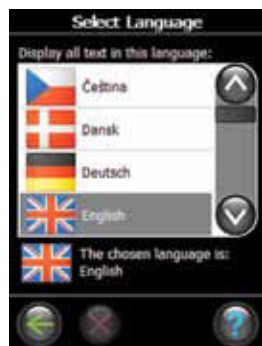 Select Language
Display all text in this language:
Čeština
Dansk
Deutsch
English
The chosen language is:
English
?